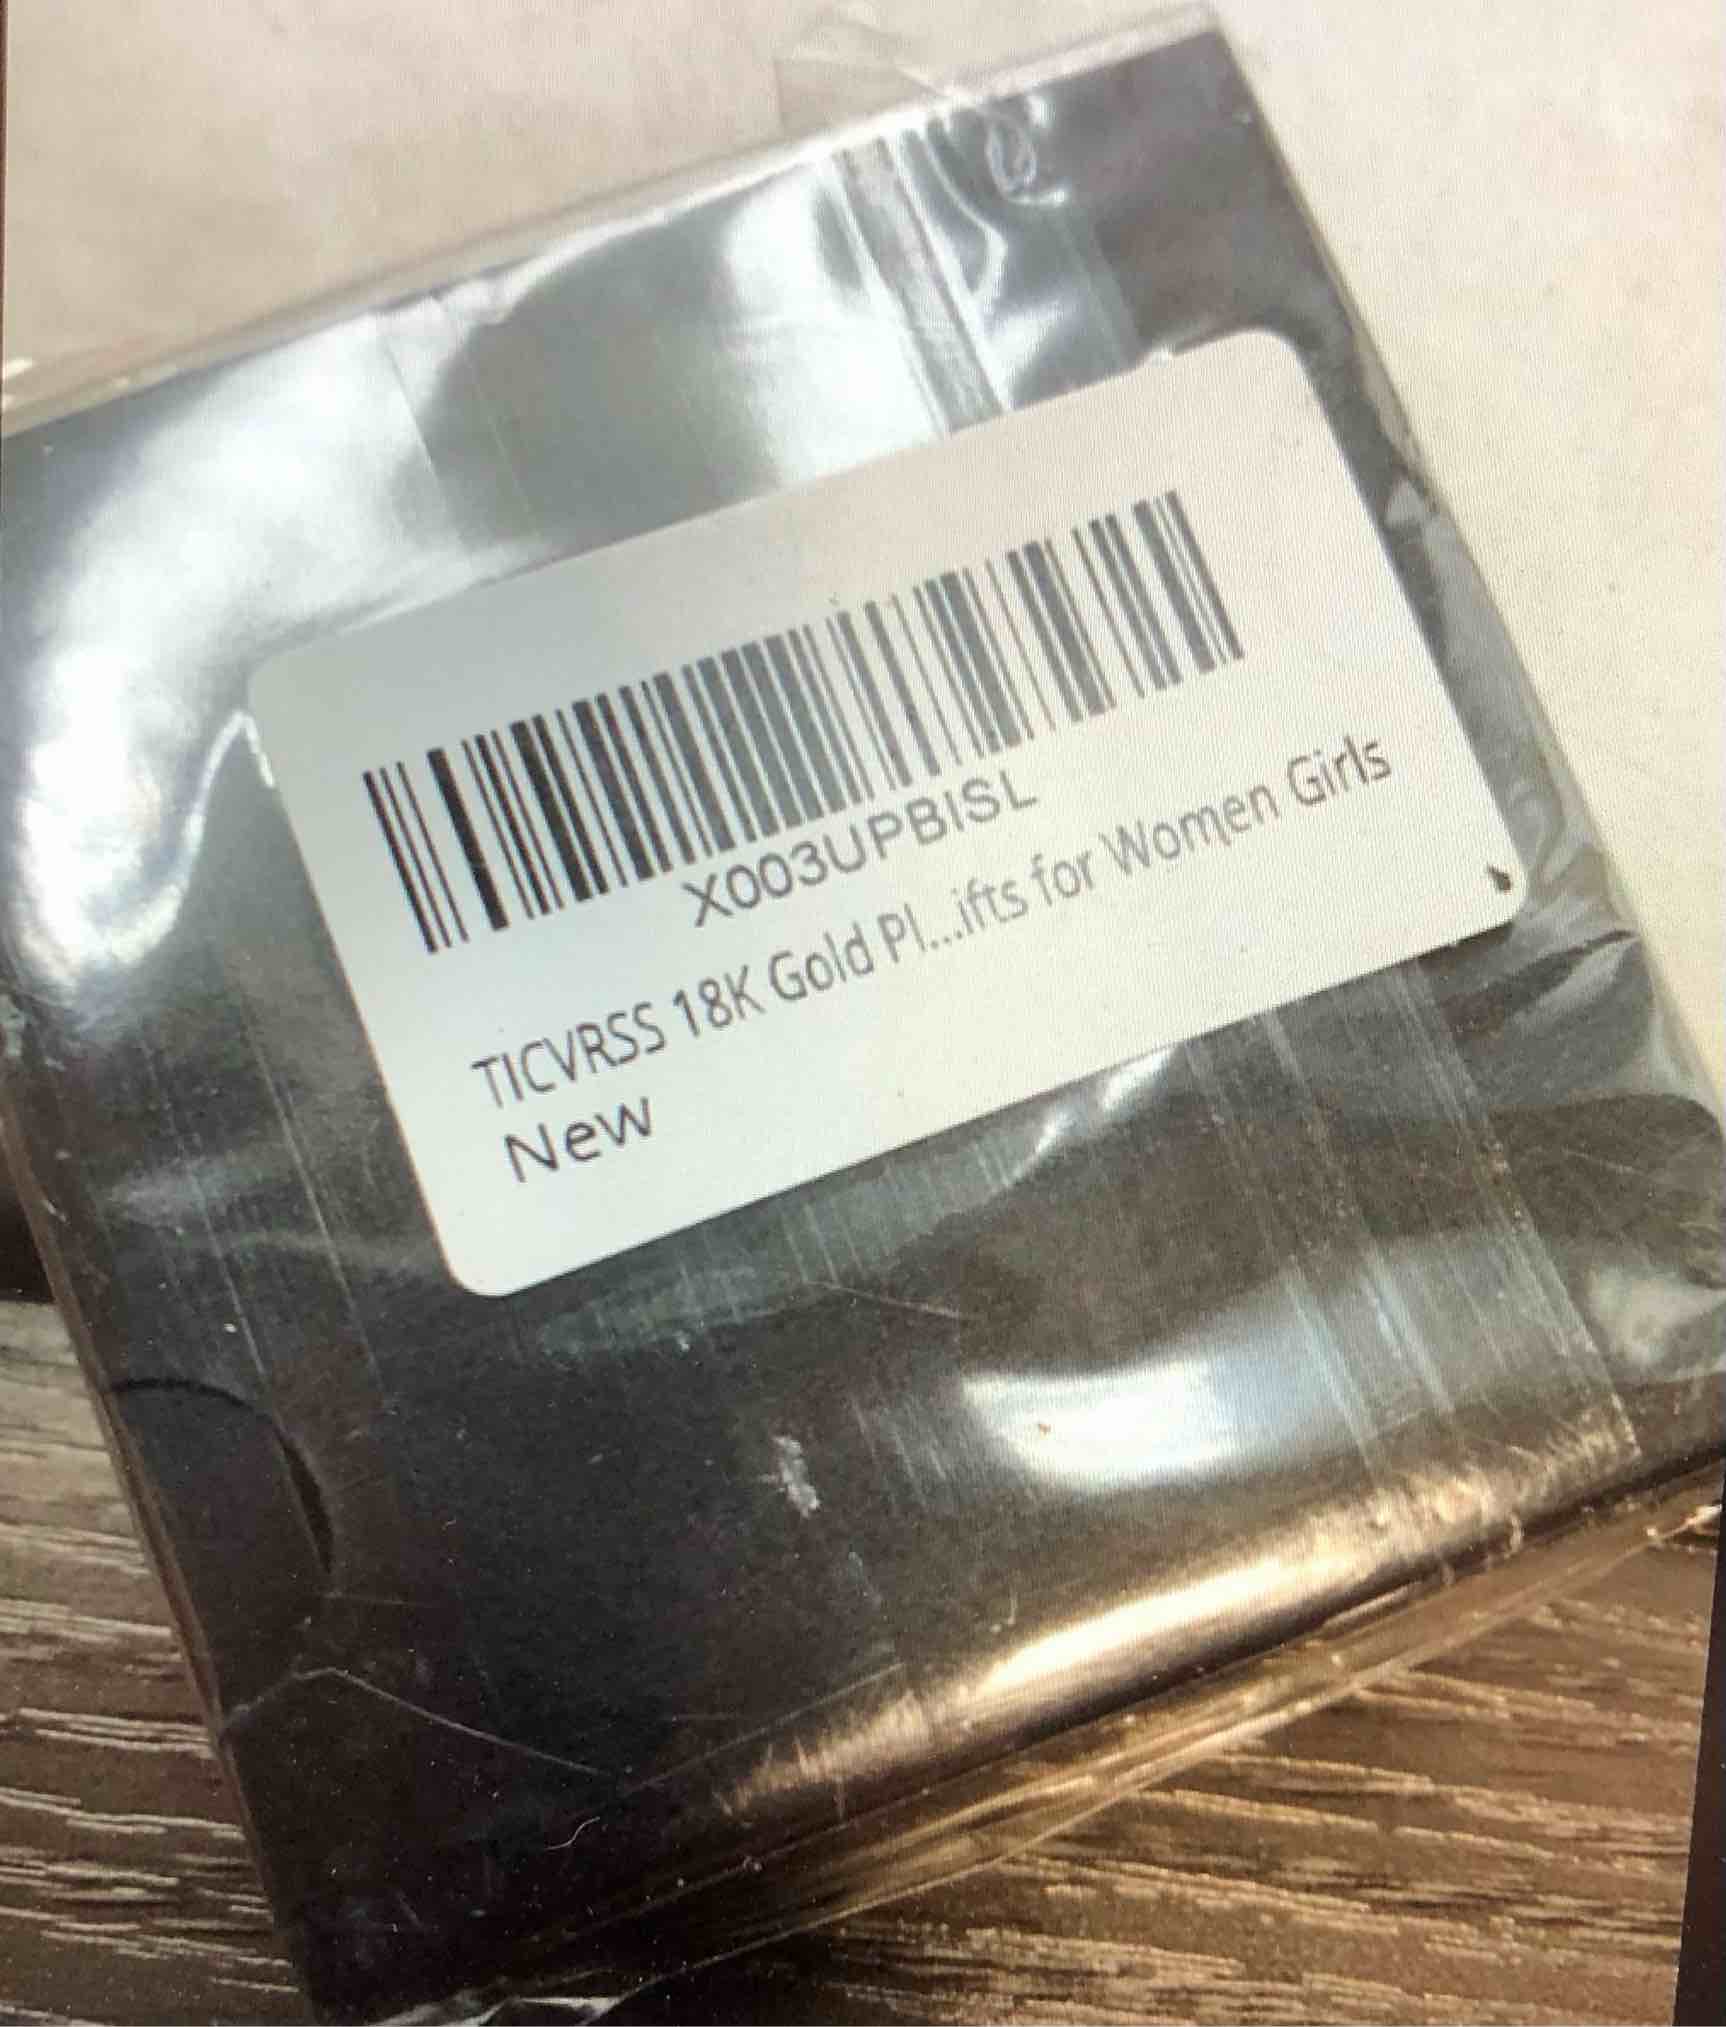 X003UPBISL
TICVRSS 18K Gold Pl...ifts for Women Girls
New